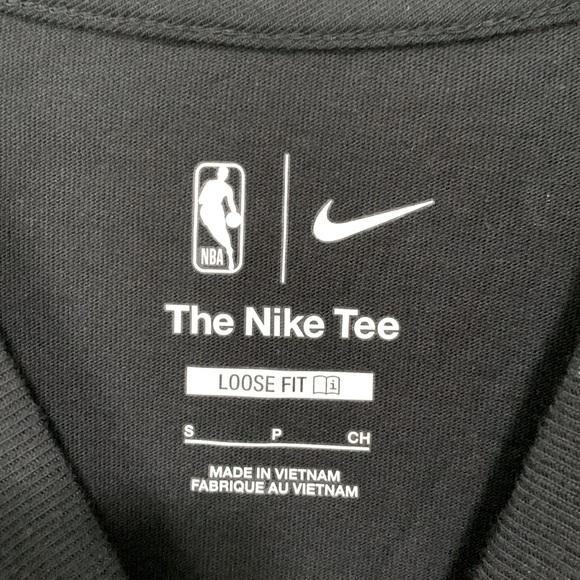 NBA
The Nike Tee
LOOSE FIT i
S P CH
MADE IN VIETNAM
FABRIQUE AU VIETNAM